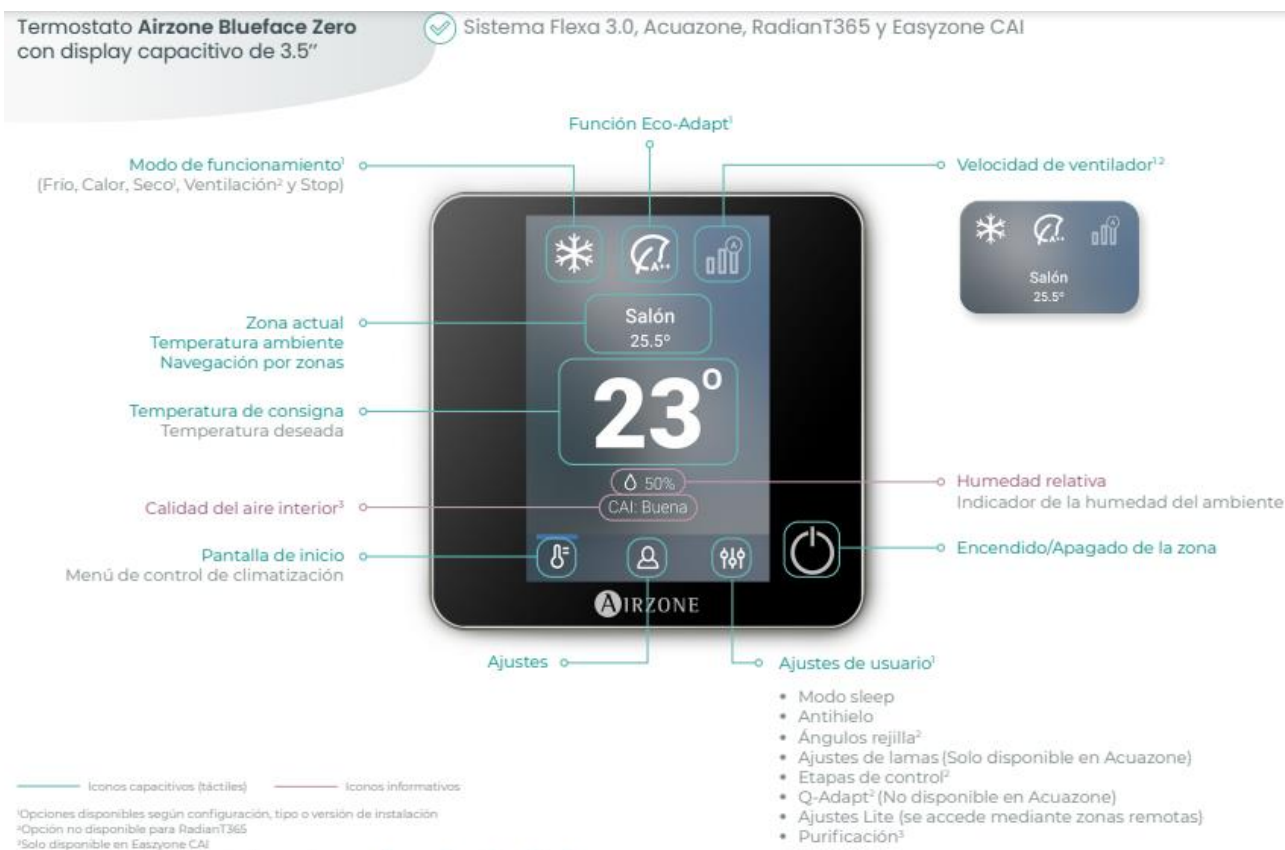 Termostato Airzone Blueface Zero
con display capacitivo de 3.5’’
Sistema Flexa 3.0, Acuazone, RadianT365 y Easyzone CAI
Función Eco-Adapt¹
Modo de funcionamiento¹
(Frío, Calor, Seco¹, Ventilación² y Stop)
Velocidad de ventilador¹²
A
A
Salón
25.5°
Zona actual
Temperatura ambiente
Navegación por zonas
A
A
Salón
25.5°
Temperatura de consigna
Temperatura deseada
23°
Calidad del aire interior³
50%
CAI: Buena
Humedad relativa
Indicador de la humedad del ambiente
Pantalla de inicio
Menú de control de climatización
Encendido/Apagado de la zona
AIRZONE
Ajustes
Ajustes de usuario¹
• Modo sleep
• Antihielo
• Ángulos rejilla²
• Ajustes de lamas (Solo disponible en Acuazone)
• Etapas de control²
• Q-Adapt² (No disponible en Acuazone)
• Ajustes Lite (se accede mediante zonas remotas)
• Purificación³
Iconos capacitivos (táctiles)
Iconos informativos
¹Opciones disponibles según configuración, tipo o versión de instalación
²Opción no disponible para RadianT365
³Solo disponible en Easzyone CAI